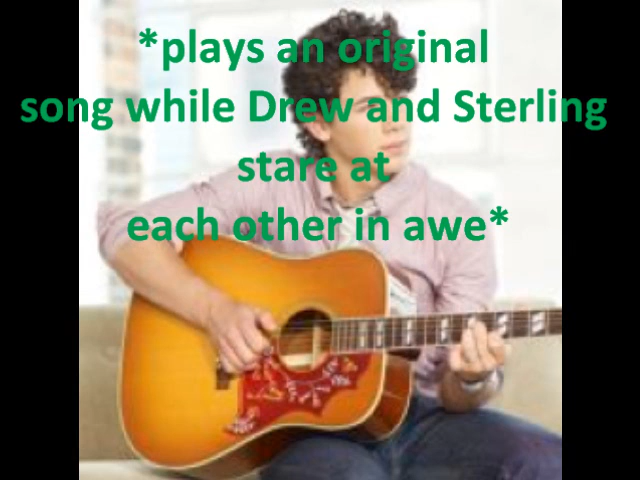 *plays an original
song while Drew and Sterling
stare at
each other in awe*